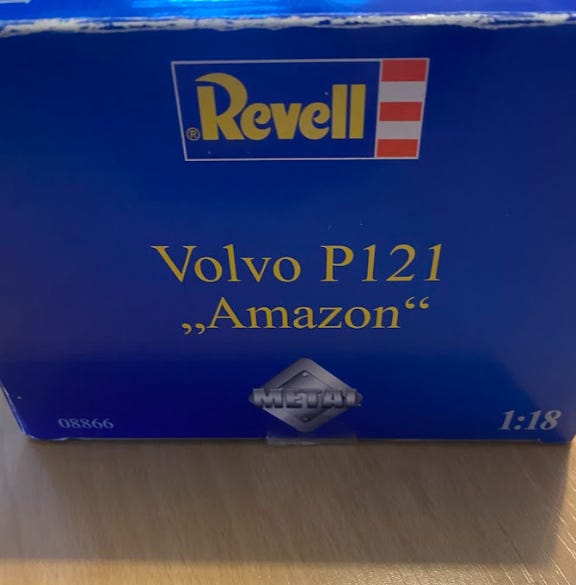 ® Revell
Volvo P121
„Amazon“
METAL
08866
1:18